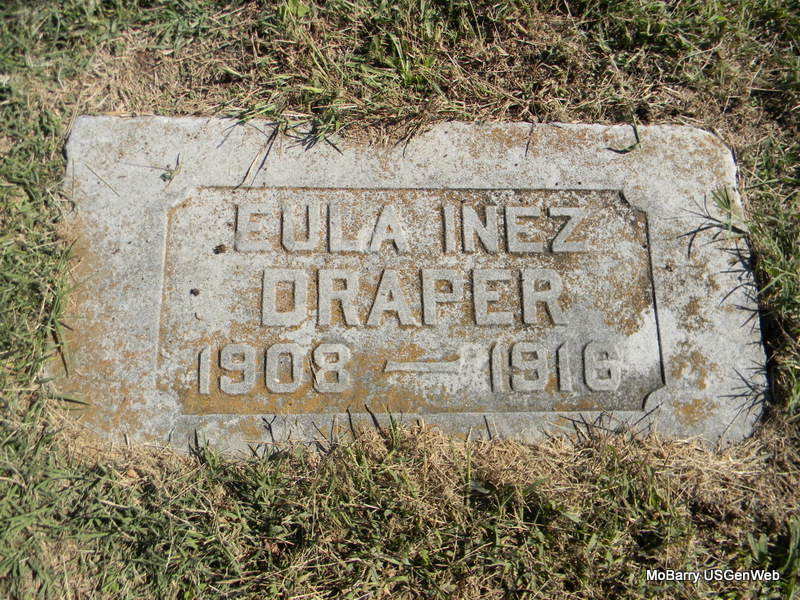 EULA INEZ
DRAPER
1908 — 1916
MoBarry USGenWeb